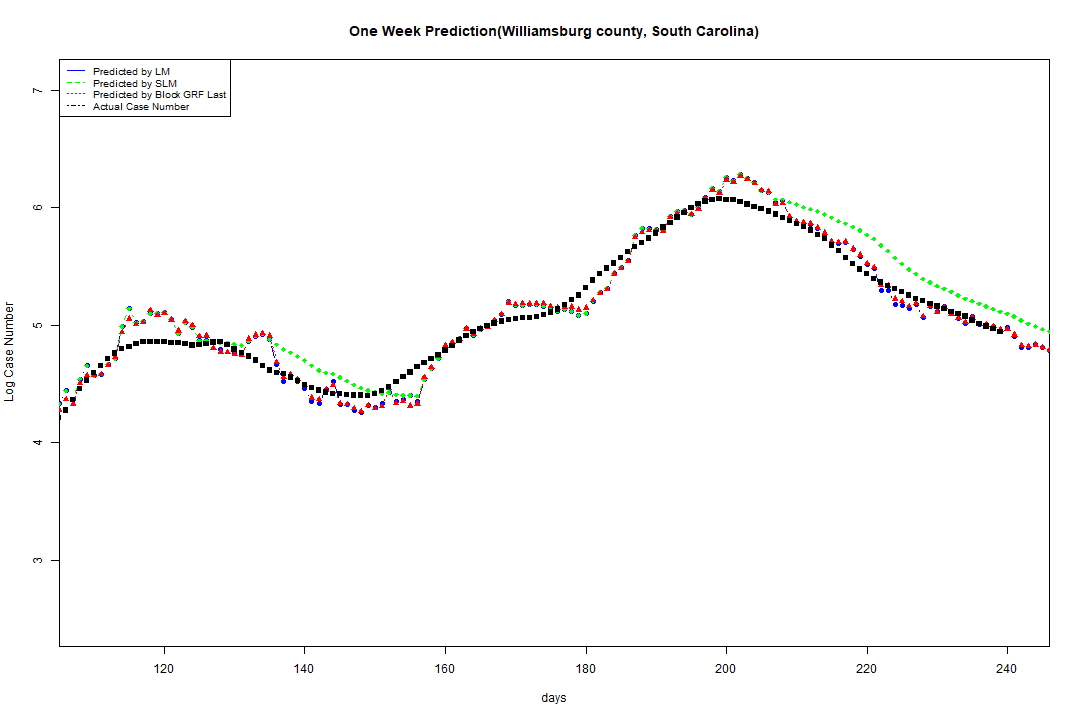 One Week Prediction(Williamsburg county, South Carolina)
Predicted by LM
Predicted by SLM
Predicted by Block GRF Last
Actual Case Number
7
6
5
4
3
Log Case Number
120 140 160 180 200 220 240
days